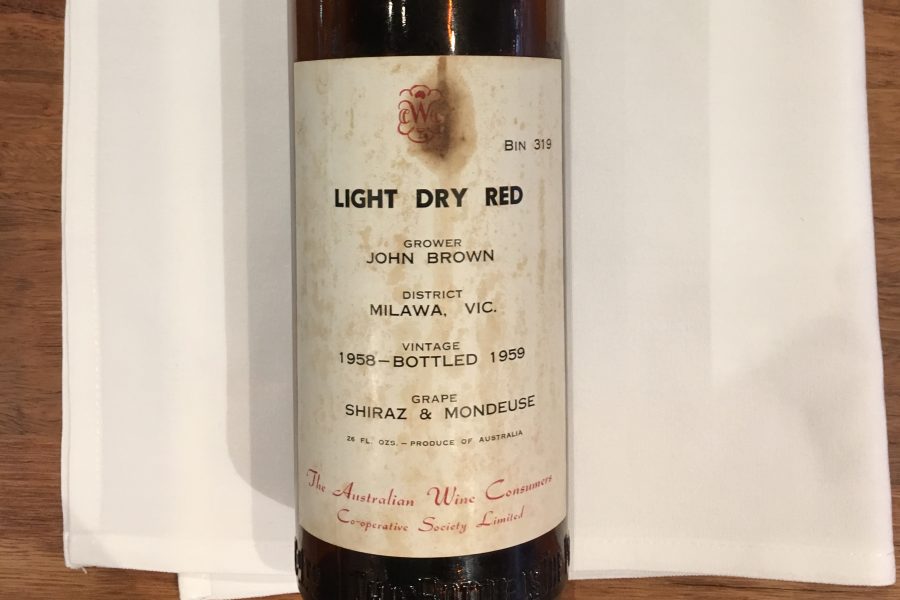 BIN 319
LIGHT DRY RED
GROWER
JOHN BROWN
DISTRICT
MILAWA, VIC.
VINTAGE
1958—BOTTLED 1959
GRAPE
SHIRAZ & MONDEUSE
26 FL. OZS. — PRODUCE OF AUSTRALIA
The Australian Wine Consumers
Co-operative Society Limited